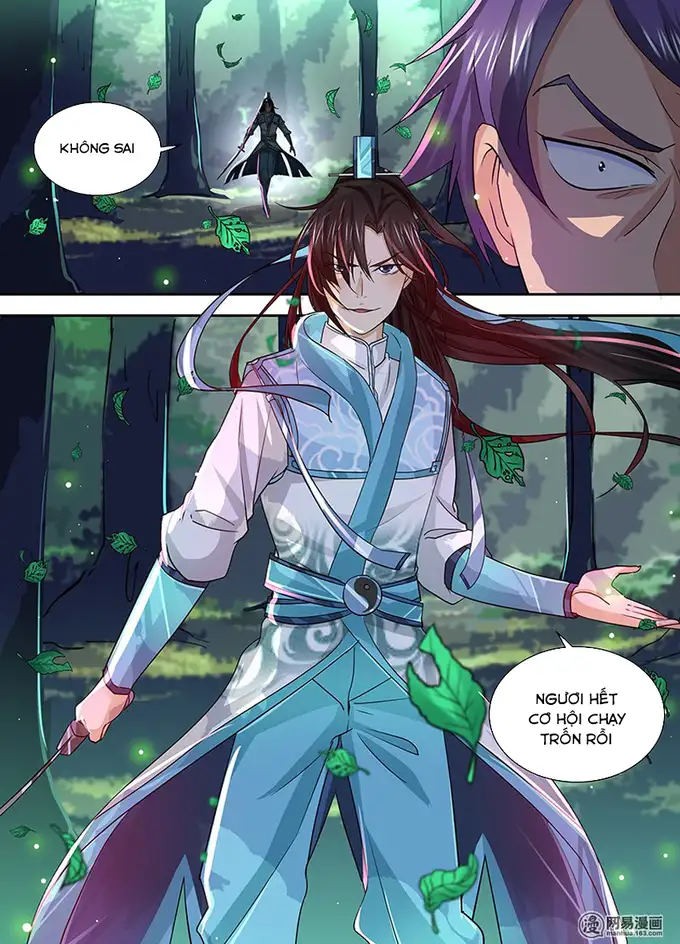 KHÔNG SAI
NGƯƠI HẾT
CƠ HỘI CHẠY
TRỐN RỒI
网易漫画
manhua.163.com